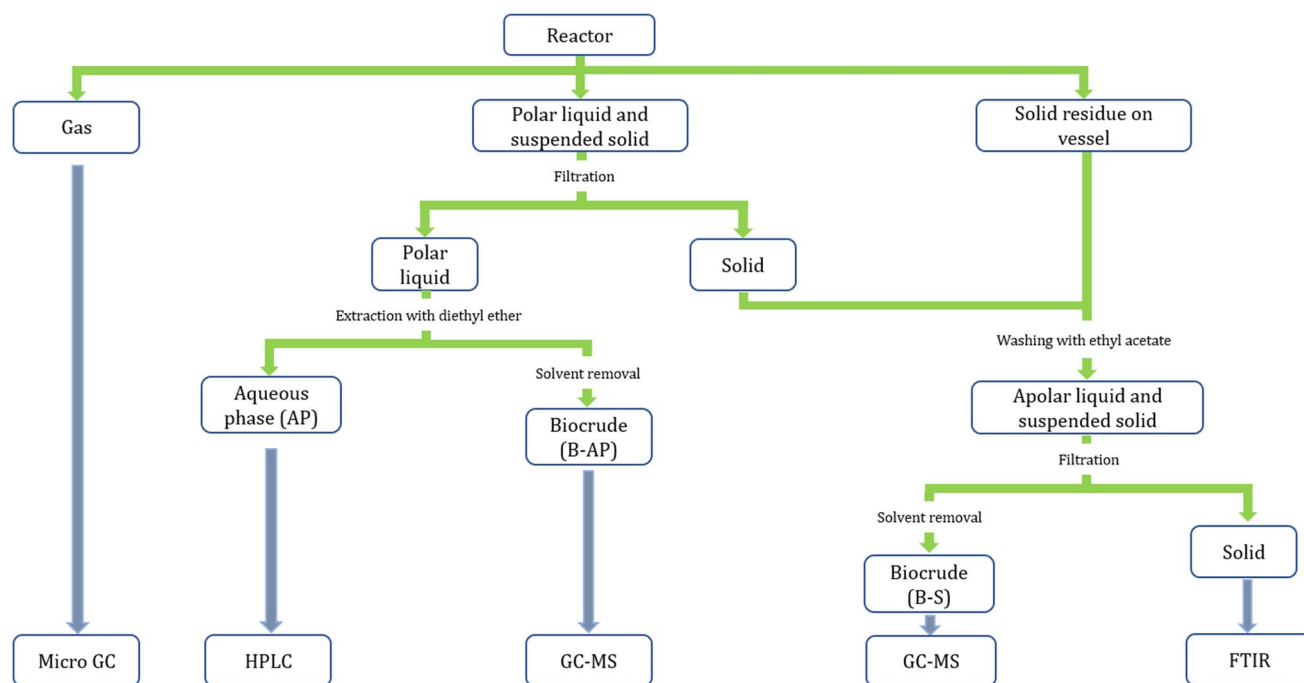 Reactor
Gas
Polar liquid and
suspended solid
Solid residue on
vessel
Filtration
Polar
liquid
Solid
Extraction with diethyl ether
Washing with ethyl acetate
Aqueous
phase (AP)
Solvent removal
Biocrude
(B-AP)
Apolar liquid and
suspended solid
Filtration
Solvent removal
Biocrude
(B-S)
Solid
Micro GC
HPLC
GC-MS
GC-MS
FTIR